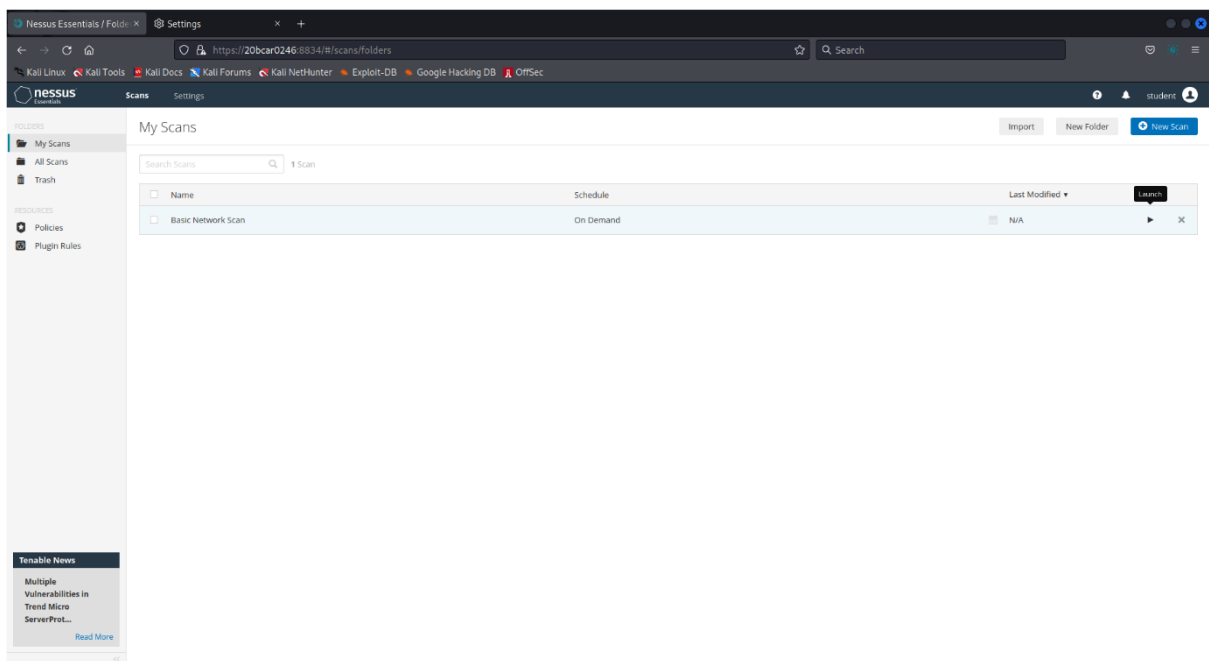 Nessus Essentials / Folde × Settings × +
https://20bcar0246:8834/#/scans/folders Search
Kali Linux Kali Tools Kali Docs Kali Forums Kali NetHunter Exploit-DB Google Hacking DB OffSec
nessus Essentials Scans Settings student
FOLDERS
My Scans
All Scans
Trash
RESOURCES
Policies
Plugin Rules
My Scans Import New Folder New Scan
Search Scans 1 Scan
Name Schedule Last Modified ▼ Launch
Basic Network Scan On Demand N/A
Tenable News
Multiple
Vulnerabilities in
Trend Micro
ServerProt...
Read More